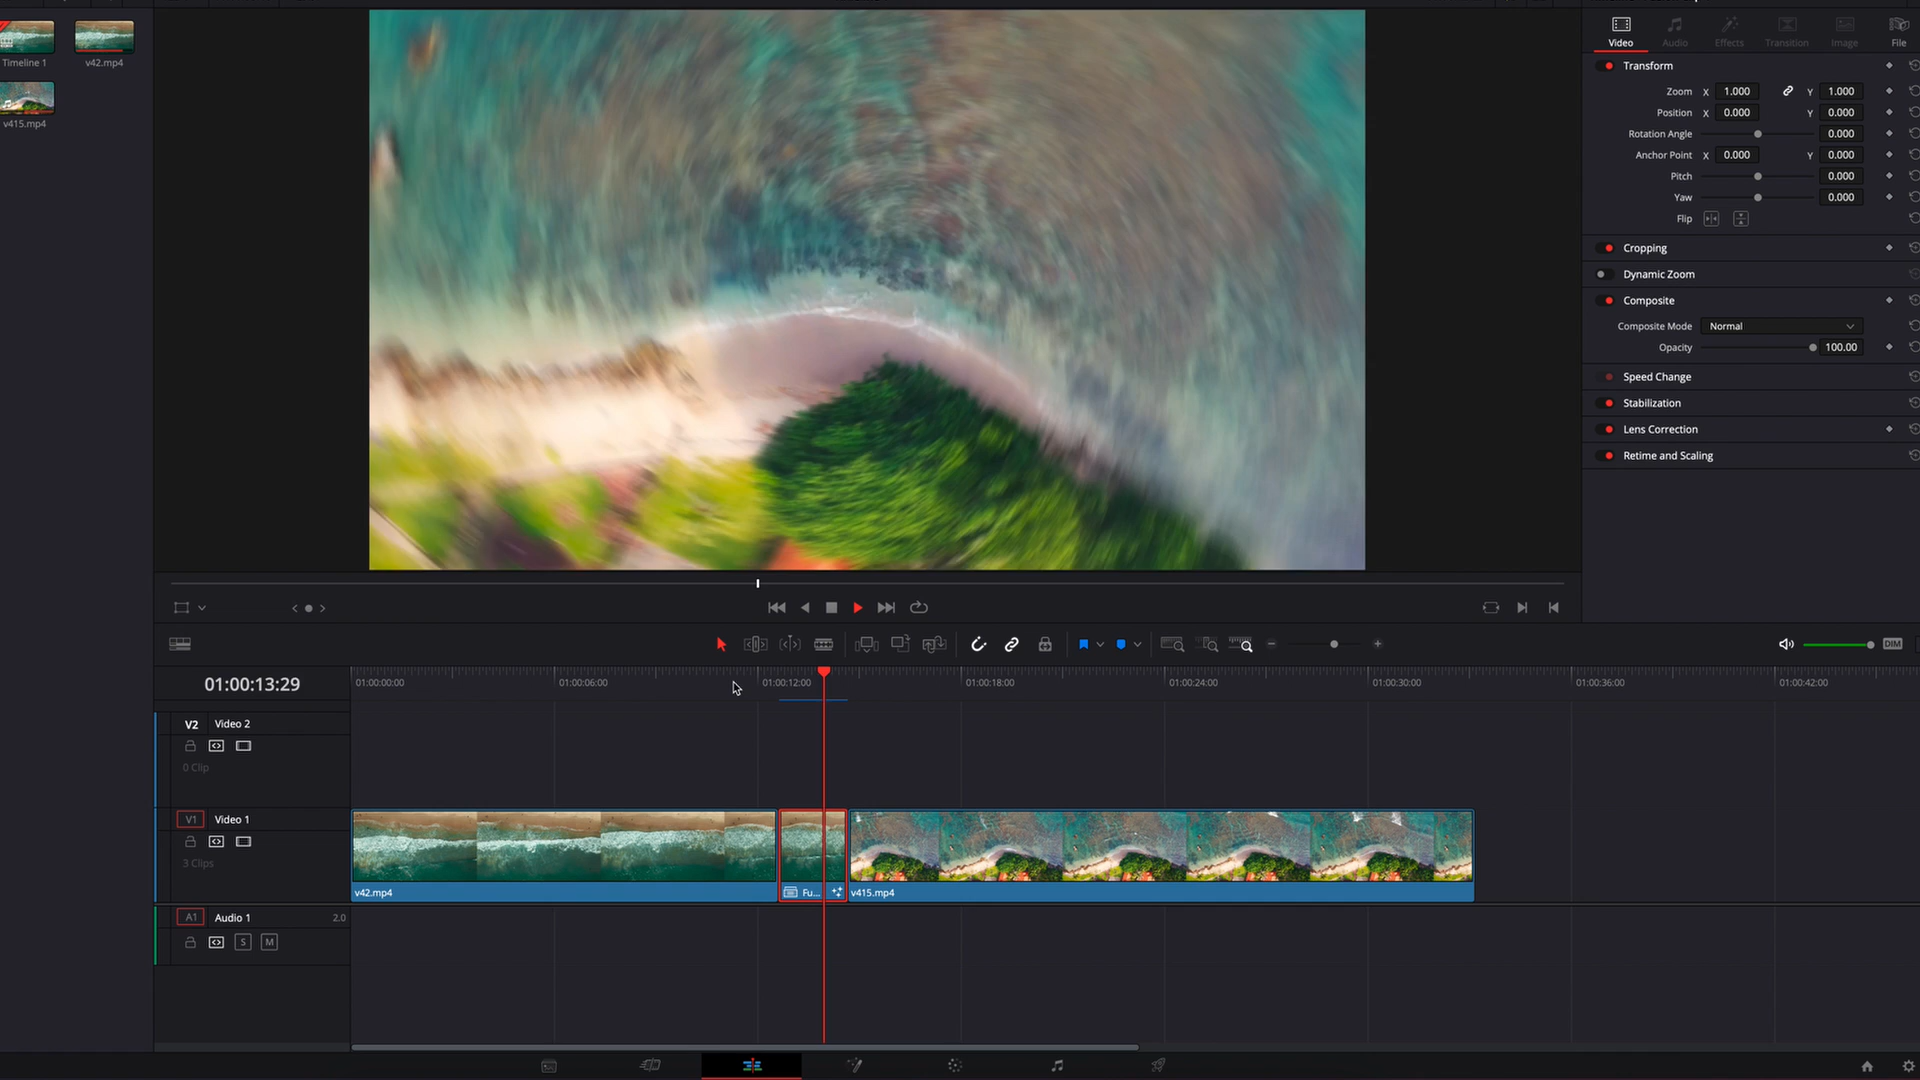 Timeline 1
v42.mp4
v415.mp4
Video
Audio
Effects
Transition
Image
File
Transform
Zoom X 1.000 Y 1.000
Position X 0.000 Y 0.000
Rotation Angle 0.000
Anchor Point X 0.000 Y 0.000
Pitch 0.000
Yaw 0.000
Flip
Cropping
Dynamic Zoom
Composite
Composite Mode Normal
Opacity 100.00
Speed Change
Stabilization
Lens Correction
Retime and Scaling
DIM
01:00:13:29
01:00:00:00
01:00:06:00
01:00:12:00
01:00:18:00
01:00:24:00
01:00:30:00
01:00:36:00
01:00:42:00
V2 Video 2
0 Clip
V1 Video 1
3 Clips
v42.mp4
Fu...
v415.mp4
A1 Audio 1 2.0
S M